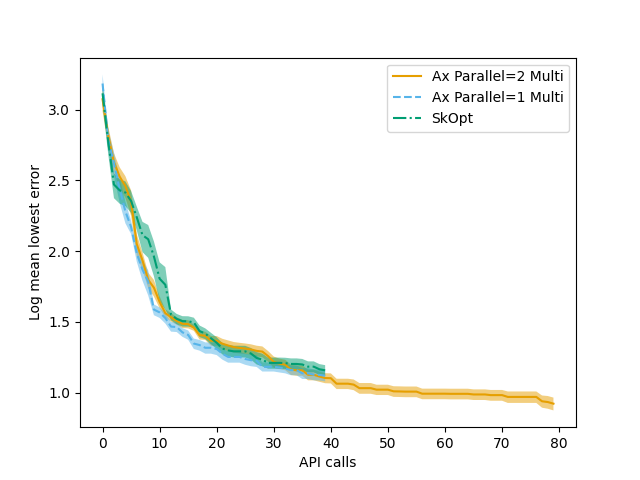 Ax Parallel=2 Multi
Ax Parallel=1 Multi
SkOpt
3.0
2.5
2.0
1.5
1.0
Log mean lowest error
0 10 20 30 40 50 60 70 80
API calls